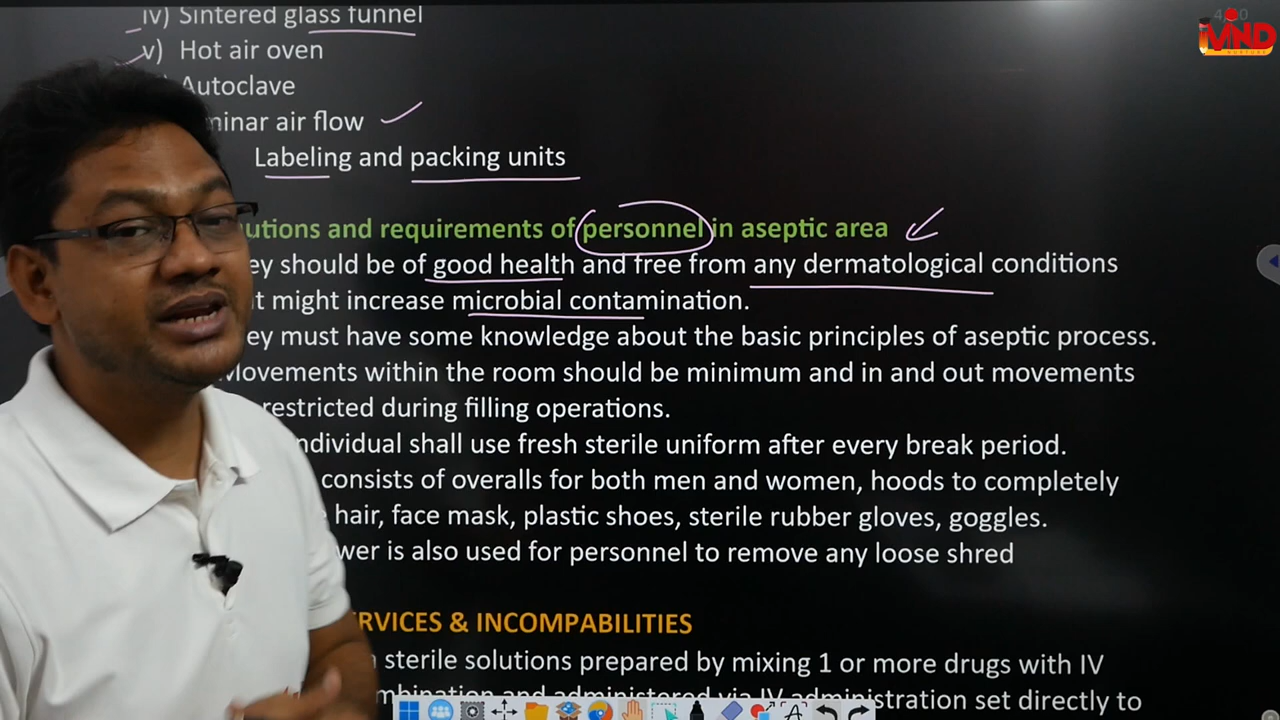 iv) Sintered glass funnel
v) Hot air oven
Autoclave
minar air flow
Labeling and packing units
utions and requirements of personnel in aseptic area
ey should be of good health and free from any dermatological conditions
t might increase microbial contamination.
ey must have some knowledge about the basic principles of aseptic process.
Movements within the room should be minimum and in and out movements
restricted during filling operations.
ndividual shall use fresh sterile uniform after every break period.
consists of overalls for both men and women, hoods to completely
hair, face mask, plastic shoes, sterile rubber gloves, goggles.
wer is also used for personnel to remove any loose shred
RVICES & INCOMPABILITIES
sterile solutions prepared by mixing 1 or more drugs with IV
mbination and administered via IV administration set directly to
iVND